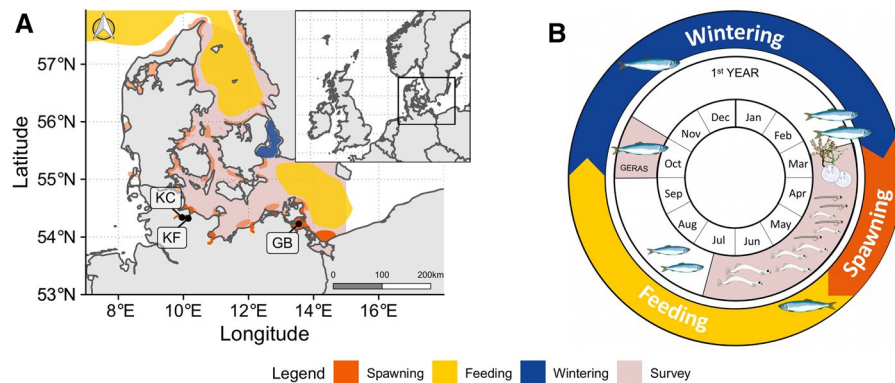 A
57°N
56°N
55°N
54°N
53°N
Latitude
KC
KF
GB
0 100 200km
8°E 10°E 12°E 14°E 16°E
Longitude
B
Wintering
1st YEAR
Dec Jan
Nov Feb
Oct Mar
Sep Apr
Aug May
Jul Jun
GERAS
Spawning
Feeding
Legend Spawning Feeding Wintering Survey